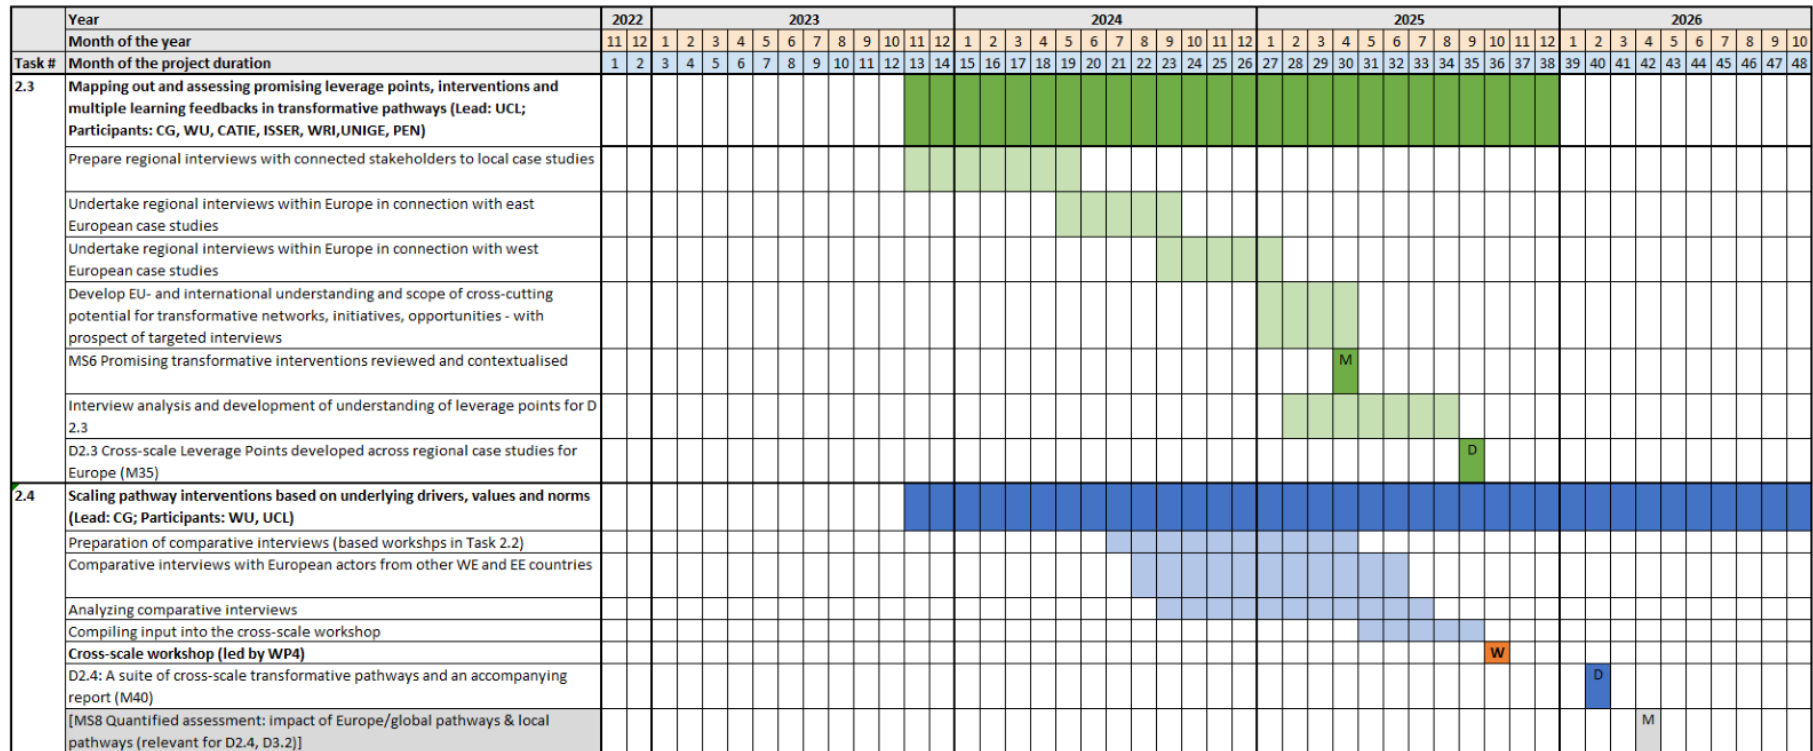 Year 2022 2023 2024 2025 2026
Month of the year 11 12 1 2 3 4 5 6 7 8 9 10 11 12 1 2 3 4 5 6 7 8 9 10 11 12 1 2 3 4 5 6 7 8 9 10 11 12 1 2 3 4 5 6 7 8 9 10
Task # Month of the project duration 1 2 3 4 5 6 7 8 9 10 11 12 13 14 15 16 17 18 19 20 21 22 23 24 25 26 27 28 29 30 31 32 33 34 35 36 37 38 39 40 41 42 43 44 45 46 47 48
2.3 Mapping out and assessing promising leverage points, interventions and
multiple learning feedbacks in transformative pathways (Lead: UCL;
Participants: CG, WU, CATIE, ISSER, WRI,UNIGE, PEN)
Prepare regional interviews with connected stakeholders to local case studies
Undertake regional interviews within Europe in connection with east
European case studies
Undertake regional interviews within Europe in connection with west
European case studies
Develop EU- and international understanding and scope of cross-cutting
potential for transformative networks, initiatives, opportunities - with
prospect of targeted interviews
MS6 Promising transformative interventions reviewed and contextualised M
Interview analysis and development of understanding of leverage points for D
2.3
D2.3 Cross-scale Leverage Points developed across regional case studies for D
Europe (M35)
2.4 Scaling pathway interventions based on underlying drivers, values and norms
(Lead: CG; Participants: WU, UCL)
Preparation of comparative interviews (based workshps in Task 2.2)
Comparative interviews with European actors from other WE and EE countries
Analyzing comparative interviews
Compiling input into the cross-scale workshop
Cross-scale workshop (led by WP4) W
D2.4: A suite of cross-scale transformative pathways and an accompanying D
report (M40)
[MS8 Quantified assessment: impact of Europe/global pathways & local M
pathways (relevant for D2.4, D3.2)]